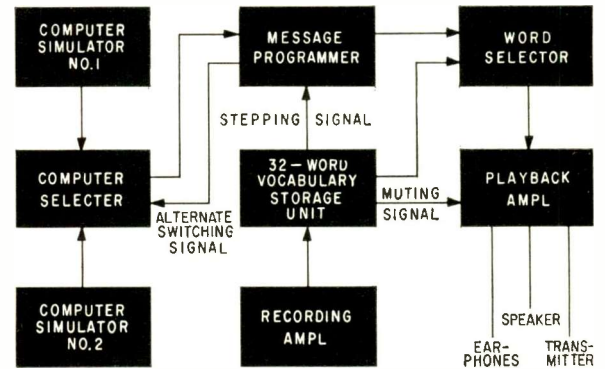 COMPUTER
SIMULATOR
NO.1
MESSAGE
PROGRAMMER
WORD
SELECTOR
STEPPING SIGNAL
COMPUTER
SELECTER
ALTERNATE
SWITCHING
SIGNAL
32-WORD
VOCABULARY
STORAGE
UNIT
MUTING
SIGNAL
PLAYBACK
AMPL
COMPUTER
SIMULATOR
NO.2
RECORDING
AMPL
SPEAKER
EAR-
PHONES
TRANS-
MITTER